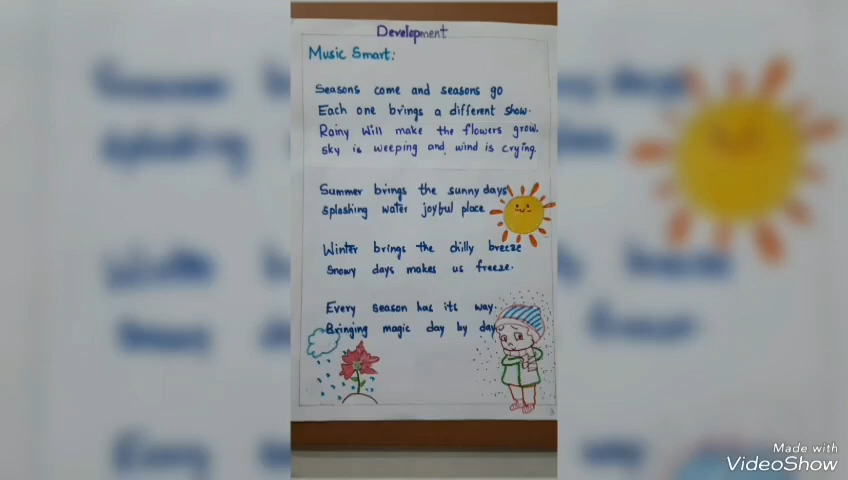 Development
Music Smart:
Seasons come and seasons go
Each one brings a different show.
Rainy will make the flowers grow.
Sky is weeping and wind is crying.
Summer brings the sunny days
splashing water joyful place.
Winter brings the chilly breeze
Snowy days makes us freeze.
Every season has its way.
Bringing magic day by day
Made with
VideoShow